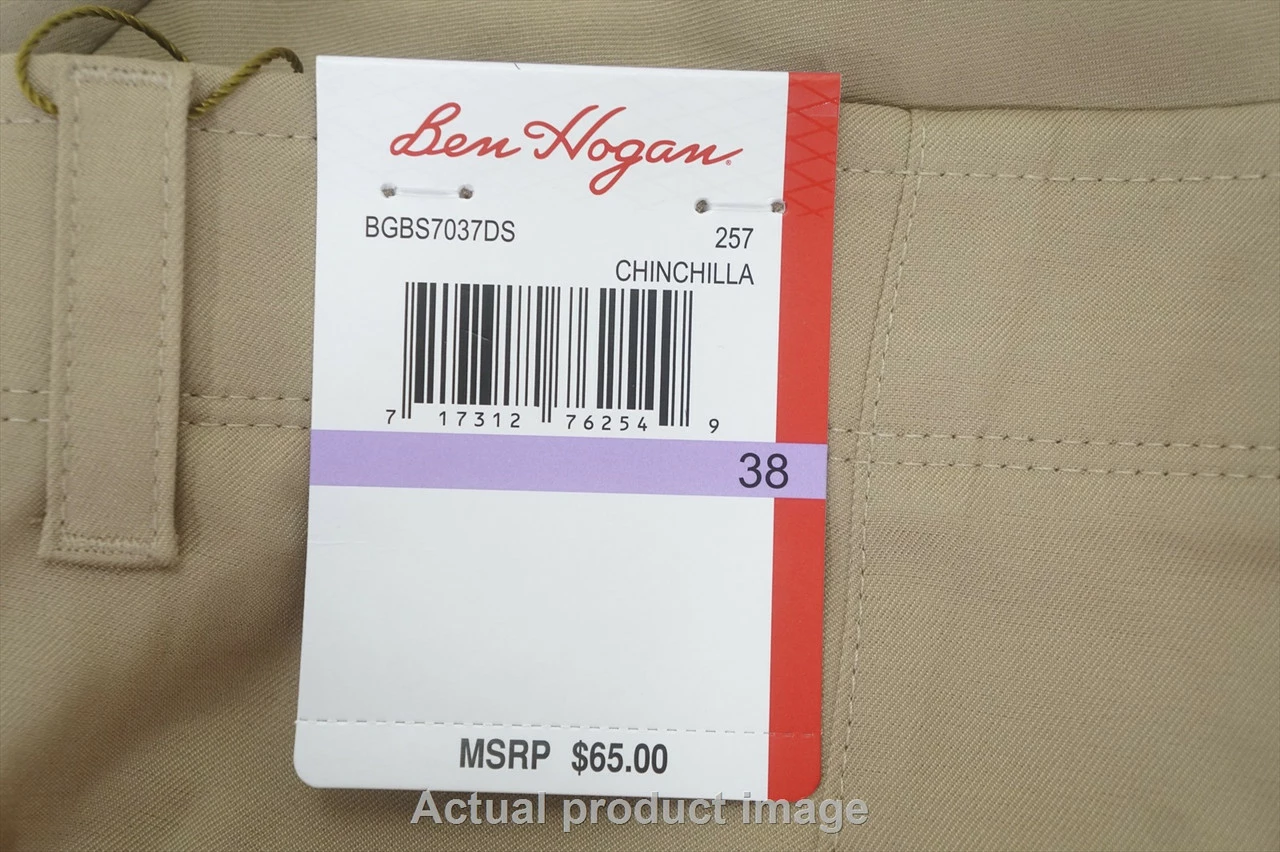 Ben Hogan®
BGBS7037DS 257
CHINCHILLA
7 17312 76254 9
38
MSRP $65.00
Actual product image